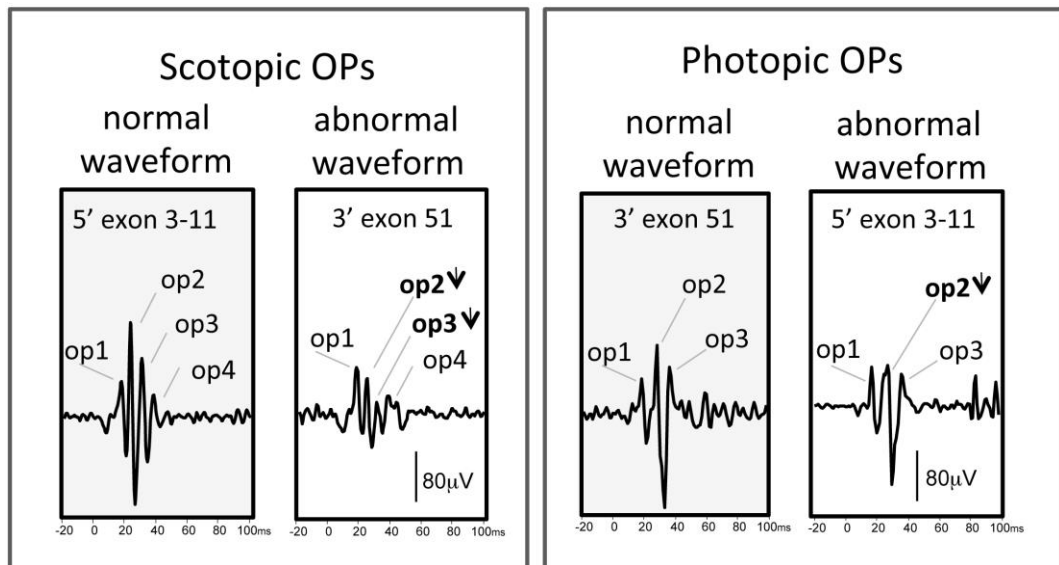 Scotopic OPs
normal
waveform
abnormal
waveform
5’ exon 3-11
op2
op3
op1
op4
-20 0 20 40 60 80 100ms
3’ exon 51
op2
op3
op1
op4
80µV
-20 0 20 40 60 80 100ms
Photopic OPs
normal
waveform
abnormal
waveform
3’ exon 51
op2
op3
op1
-20 0 20 40 60 80 100ms
5’ exon 3-11
op2
op1
op3
80µV
-20 0 20 40 60 80 100ms